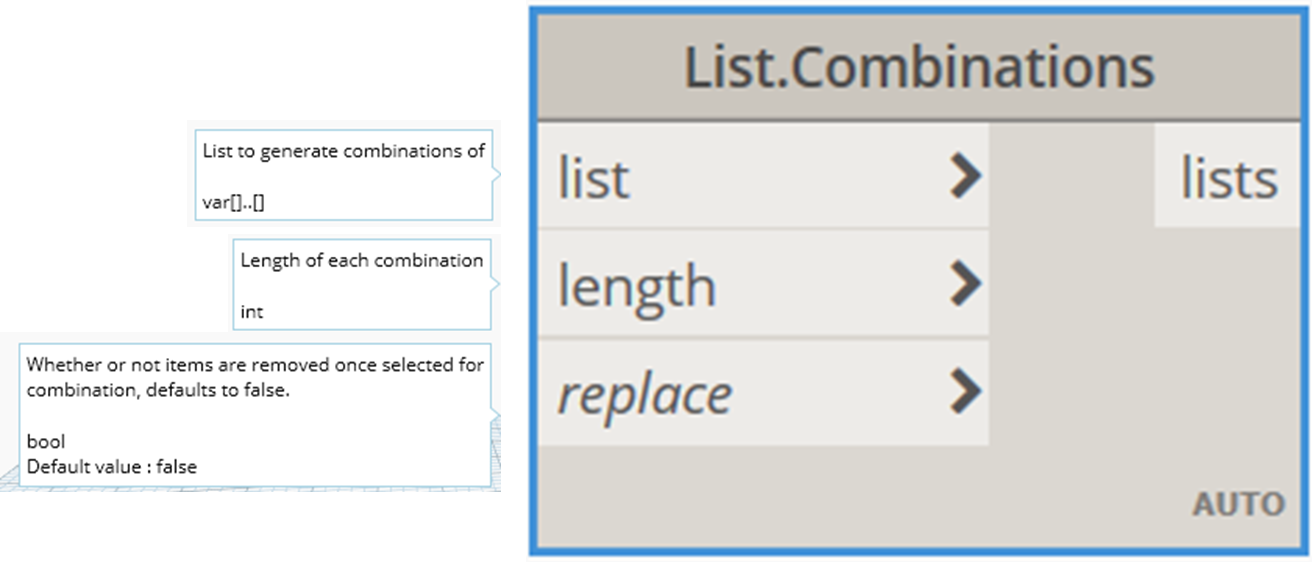 List to generate combinations of
var[]..[]
Length of each combination
int
Whether or not items are removed once selected for
combination, defaults to false.
bool
Default value : false
List.Combinations
list
lists
length
replace
AUTO